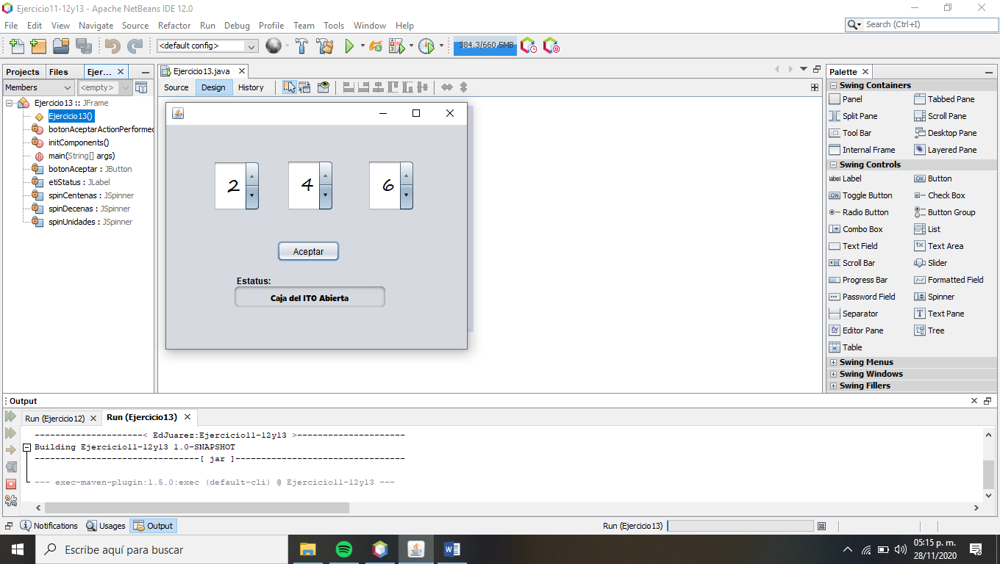 Ejercicio11-12y13 - Apache NetBeans IDE 12.0
File Edit View Navigate Source Refactor Run Debug Profile Team Tools Window Help
Search (Ctrl+I)
<default config>
384,3/660,5MB
Projects Files Ejer...
Members <empty>
Ejercicio13 :: JFrame
Ejercicio13()
botonAceptarActionPerformed
initComponents()
main(String[] args)
botonAceptar : JButton
etiStatus : JLabel
spinCentenas : JSpinner
spinDecenas : JSpinner
spinUnidades : JSpinner
Ejercicio13.java
Source Design History
2 4 6
Aceptar
Estatus:
Caja del ITO Abierta
Palette
Swing Containers
Panel Tabbed Pane
Split Pane Scroll Pane
Tool Bar Desktop Pane
Internal Frame Layered Pane
Swing Controls
label Label OK Button
ON Toggle Button Check Box
Radio Button Button Group
Combo Box List
Text Field tx Text Area
Scroll Bar Slider
Progress Bar Formatted Field
Password Field Spinner
Separator T Text Pane
Editor Pane Tree
Table
Swing Menus
Swing Windows
Swing Fillers
Output
Run (Ejercicio12) Run (Ejercicio13)
---------------------< EdJuarez:Ejercicio11-12y13 >---------------------
Building Ejercicio11-12y13 1.0-SNAPSHOT
--------------------------------[ jar ]---------------------------------
--- exec-maven-plugin:1.5.0:exec (default-cli) @ Ejercicio11-12y13 ---
Notifications Usages Output
Run (Ejercicio13)
Escribe aquí para buscar
05:15 p. m.
28/11/2020